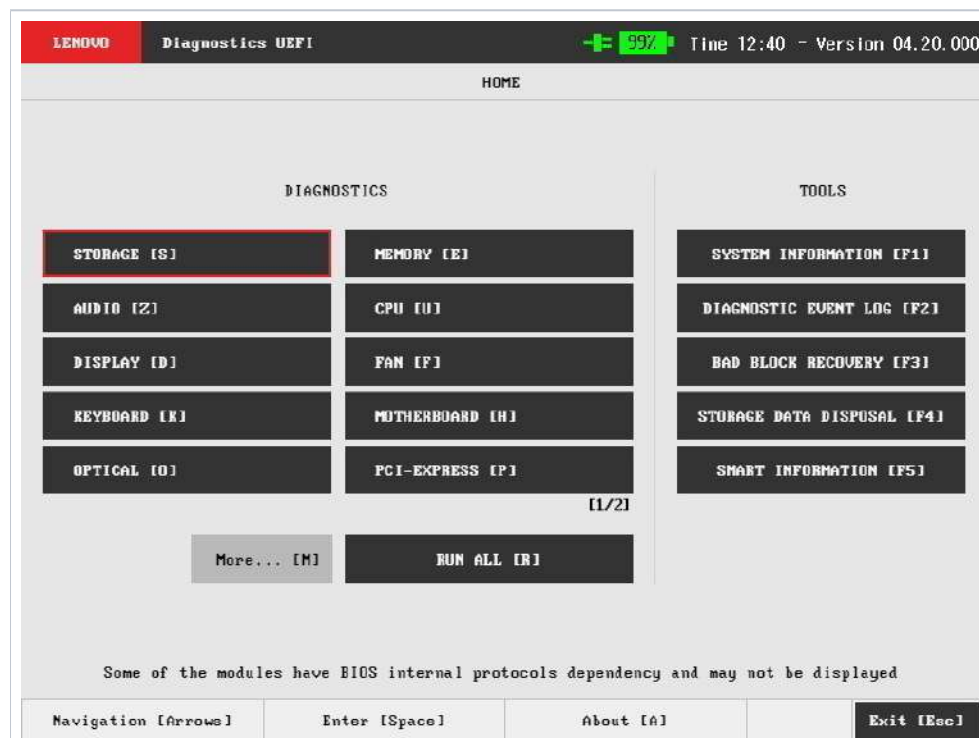 LENOVO Diagnostics UEFI 99% Time 12:40 - Version 04.20.000
HOME
DIAGNOSTICS TOOLS
STORAGE [S] MEMORY [E] SYSTEM INFORMATION [F1]
AUDIO [Z] CPU [U] DIAGNOSTIC EVENT LOG [F2]
DISPLAY [D] FAN [F] BAD BLOCK RECOVERY [F3]
KEYBOARD [K] MOTHERBOARD [H] STORAGE DATA DISPOSAL [F4]
OPTICAL [O] PCI-EXPRESS [P] SMART INFORMATION [F5]
[1/2]
More... [M] RUN ALL [R]
Some of the modules have BIOS internal protocols dependency and may not be displayed
Navigation [Arrows] Enter [Space] About [A] Exit [Esc]